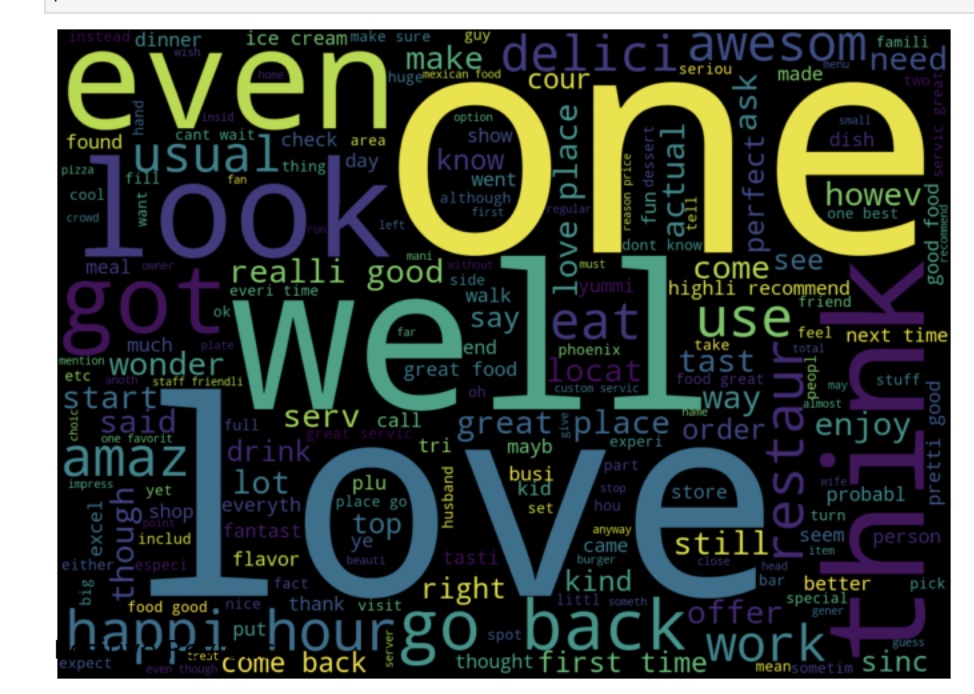 instead dinner ice cream make sure guy delici awesom famili
wish even huge make mexican food cour seriou made menu need two
home one
insid hand option show place ask small dish servic great
found cant wait check area
usual thing day know went dessert actual perfect
pizza fill fan look although first love reason price fun tell howev
cool want one best good food
crowd run left regular dont know recommend
mani without must
meal owner realli good side yummi come see
got everi time walk highli recommend friend
ok well say eat use feel next time
much plate far end phoenix take total
mention wonder great food locat tast peopl
etc anoth staff friendli oh custom servic food great may stuff
start serv call way almost think
choic said full great place give name order restaur enjoy pretti good
one favorit great servic tri mayb experi
amaz drink husband busi part
impress lot plu kid stop store wife probabl
yet everyth place go set hou turn
excel shop top
point fantast ye anyway seem person
though includ flavor beauti came still item
either especi tasti burger close head
big love fact right kind bar better pick
food good nice thank visit littl someth special
happi hour go back offer gener
put spot work guess
expect treat come back server thought first time mean sometim sinc
even though